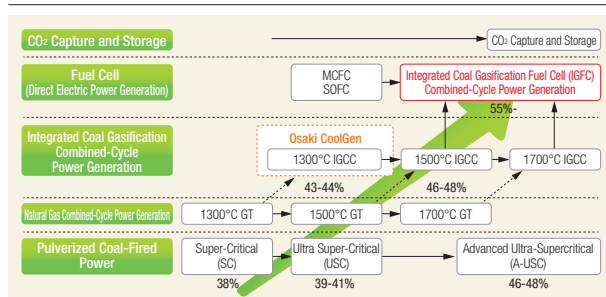 CO2 Capture and Storage
CO2 Capture and Storage
Fuel Cell
(Direct Electric Power Generation)
MCFC
SOFC
Integrated Coal Gasification Fuel Cell (IGFC)
Combined-Cycle Power Generation
55%-
Integrated Coal Gasification
Combined-Cycle
Power Generation
Osaki CoolGen
1300°C IGCC
1500°C IGCC
1700°C IGCC
43-44%
46-48%
Natural Gas Combined-Cycle Power Generation
1300°C GT
1500°C GT
1700°C GT
Pulverized Coal-Fired
Power
Super-Critical
(SC)
Ultra Super-Critical
(USC)
Advanced Ultra-Supercritical
(A-USC)
38%
39-41%
46-48%